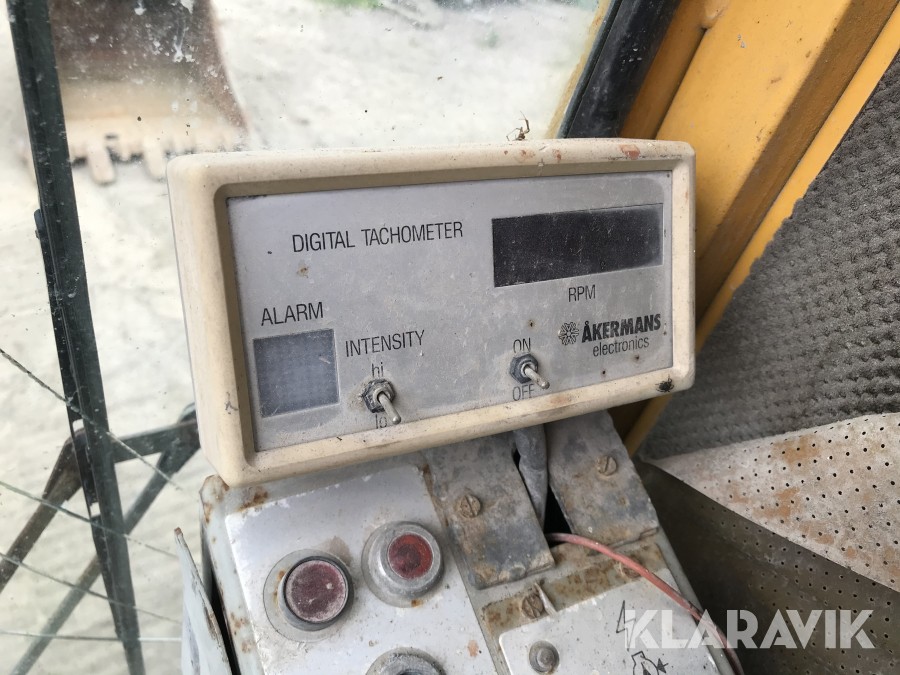 DIGITAL TACHOMETER
RPM
ALARM
INTENSITY
hi
lo
ON
OFF
ÅKERMANS
electronics
KLARAVIK